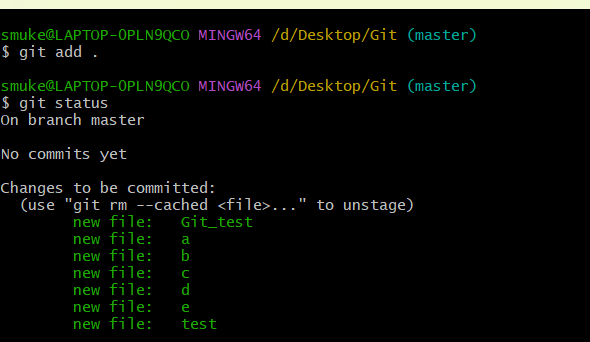 smuke@LAPTOP-0PLN9QCO MINGW64 /d/Desktop/Git (master)
$ git add .
smuke@LAPTOP-0PLN9QCO MINGW64 /d/Desktop/Git (master)
$ git status
On branch master
No commits yet
Changes to be committed:
  (use "git rm --cached <file>..." to unstage)
        new file:   Git_test
        new file:   a
        new file:   b
        new file:   c
        new file:   d
        new file:   e
        new file:   test